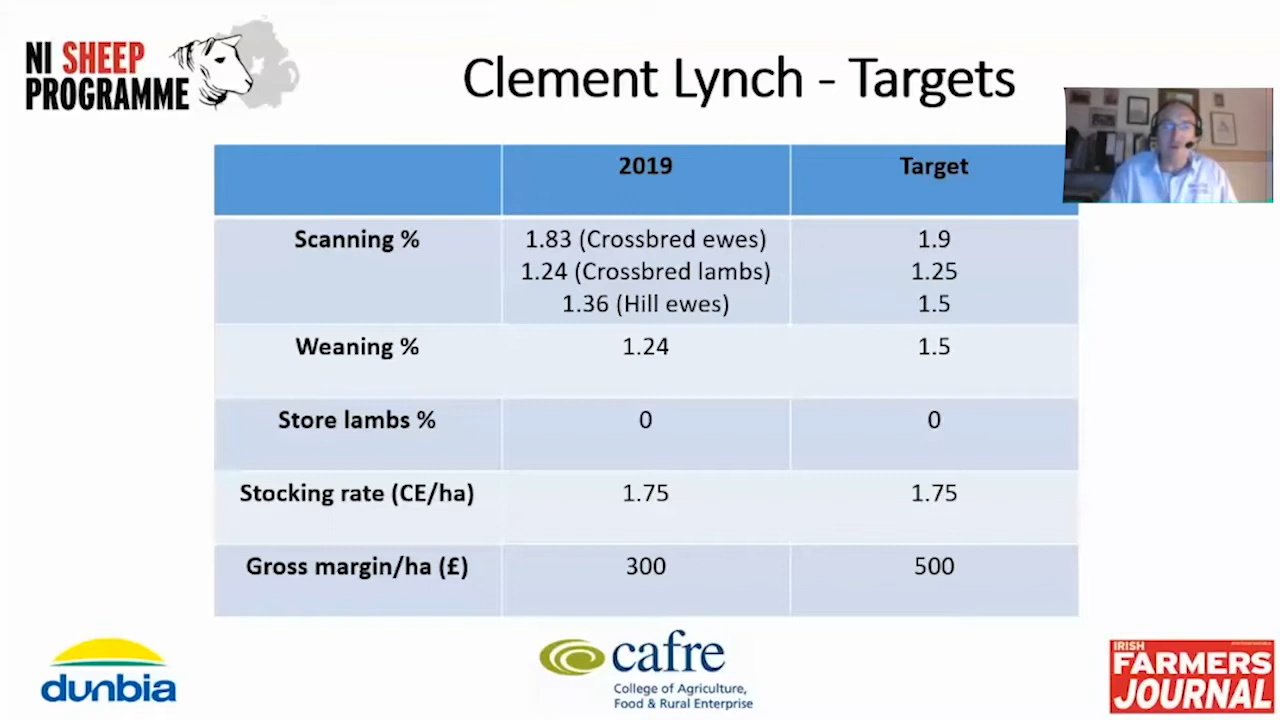 NI SHEEP
PROGRAMME
Clement Lynch - Targets
2019 Target
Scanning % 1.83 (Crossbred ewes) 1.9
1.24 (Crossbred lambs) 1.25
1.36 (Hill ewes) 1.5
Weaning % 1.24 1.5
Store lambs % 0 0
Stocking rate (CE/ha) 1.75 1.75
Gross margin/ha (£) 300 500
dunbia
cafre
College of Agriculture,
Food & Rural Enterprise
IRISH
FARMERS
JOURNAL